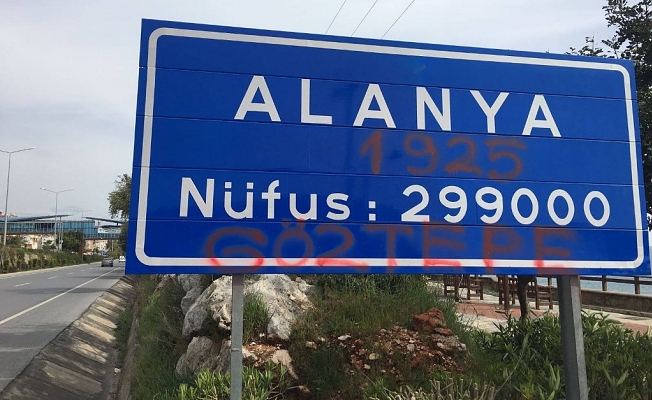 ALANYA
1925
Nüfus: 299000
GÖZTEPE